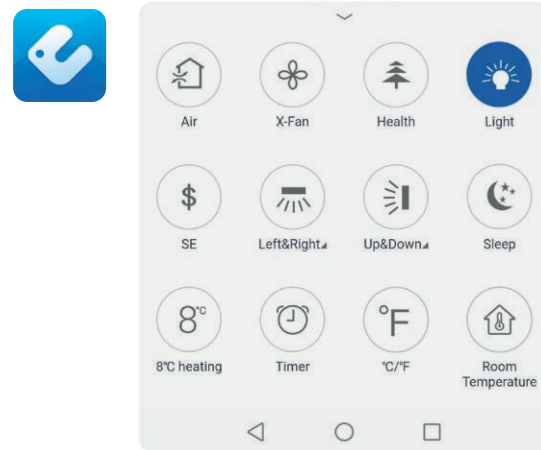 Air
X-Fan
Health
Light
$
SE
Left&Right
Up&Down
Sleep
8°C
8°C heating
Timer
°F
°C/°F
Room
Temperature